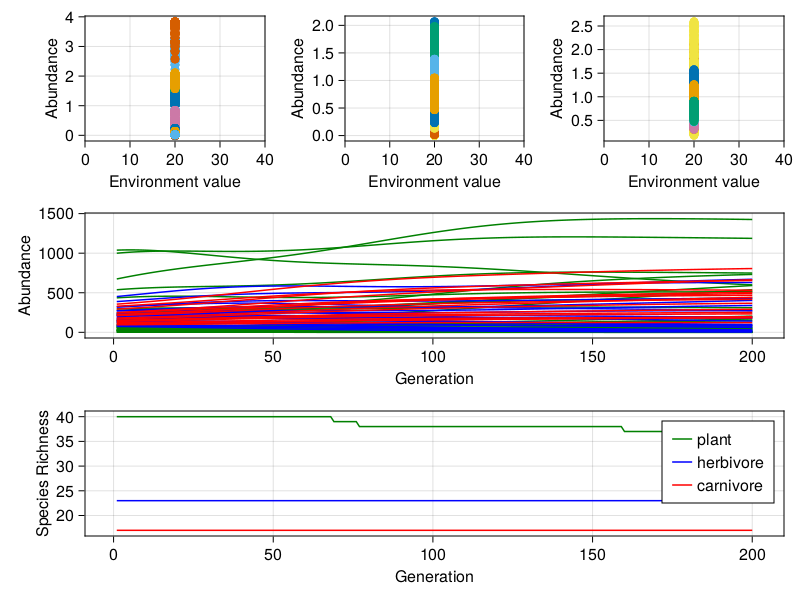 4
3
2
1
0
Abundance
0 10 20 30 40
Environment value
2.0
1.5
1.0
0.5
0.0
Abundance
0 10 20 30 40
Environment value
2.5
2.0
1.5
1.0
0.5
Abundance
0 10 20 30 40
Environment value
1500
1000
500
0
Abundance
0 50 100 150 200
Generation
40
35
30
25
20
Species Richness
plant
herbivore
carnivore
0 50 100 150 200
Generation